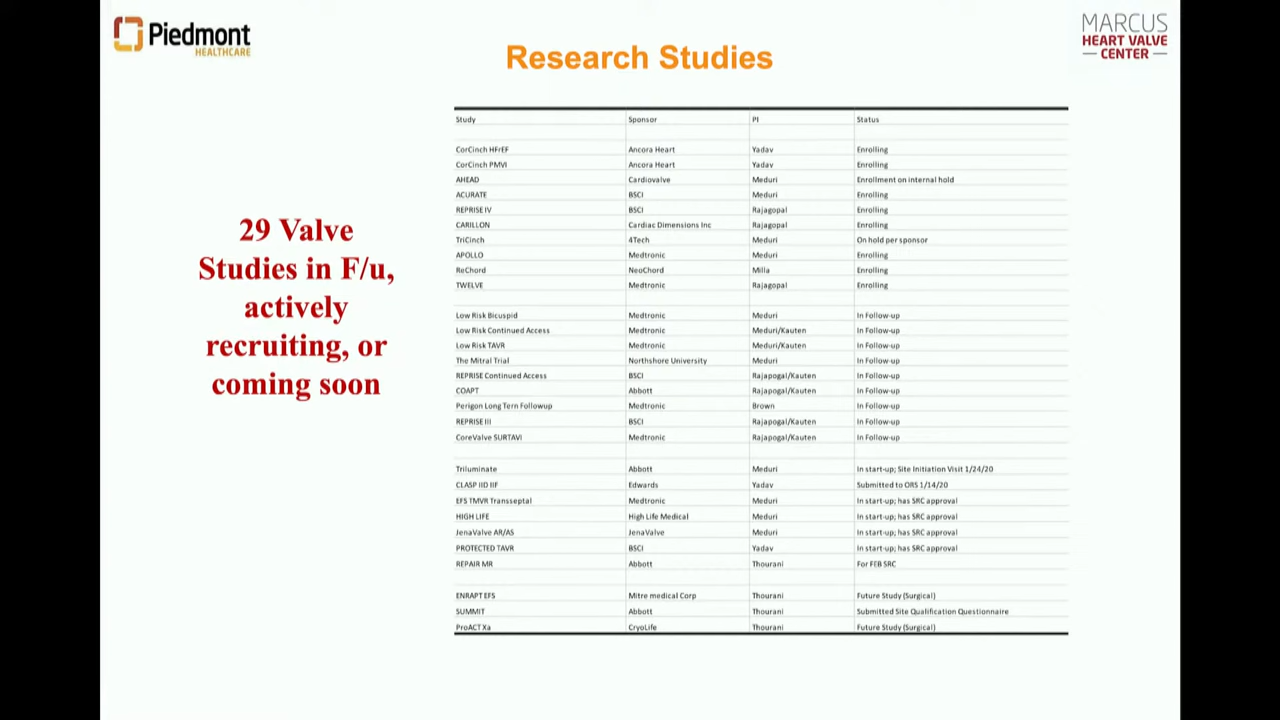 Piedmont
HEALTHCARE
MARCUS
HEART VALVE
CENTER
Research Studies
29 Valve
Studies in F/u,
actively
recruiting, or
coming soon
Study Sponsor PI Status
CorCinch HFrEF Ancora Heart Yadav Enrolling
CorCinch PMVI Ancora Heart Yadav Enrolling
AHEAD Cardiovalve Meduri Enrollment on internal hold
ACURATE BSCI Meduri Enrolling
REPRISE IV BSCI Rajagopal Enrolling
CARILLON Cardiac Dimensions Inc Rajagopal Enrolling
TriCinch 4Tech Meduri On hold per sponsor
APOLLO Medtronic Meduri Enrolling
ReChord NeoChord Milla Enrolling
TWELVE Medtronic Rajagopal Enrolling
Low Risk Bicuspid Medtronic Meduri In Follow-up
Low Risk Continued Access Medtronic Meduri/Kauten In Follow-up
Low Risk TAVR Medtronic Meduri/Kauten In Follow-up
The Mitral Trial Northshore University Meduri In Follow-up
REPRISE Continued Access BSCI Rajapogal/Kauten In Follow-up
COAPT Abbott Rajapogal/Kauten In Follow-up
Perigon Long Tern Followup Medtronic Brown In Follow-up
REPRISE III BSCI Rajapogal/Kauten In Follow-up
CoreValve SURTAVI Medtronic Rajapogal/Kauten In Follow-up
Triluminate Abbott Meduri In start-up; Site Initiation Visit 1/24/20
CLASP IID IIF Edwards Yadav Submitted to ORS 1/14/20
EFS TMVR Transseptal Medtronic Meduri In start-up; has SRC approval
HIGH LIFE High Life Medical Meduri In start-up; has SRC approval
JenaValve AR/AS JenaValve Meduri In start-up; has SRC approval
PROTECTED TAVR BSCI Yadav In start-up; has SRC approval
REPAIR MR Abbott Thourani For FEB SRC
ENRAPT EFS Mitre medical Corp Thourani Future Study (Surgical)
SUMMIT Abbott Thourani Submitted Site Qualification Questionnaire
ProACT Xa CryoLife Thourani Future Study (Surgical)